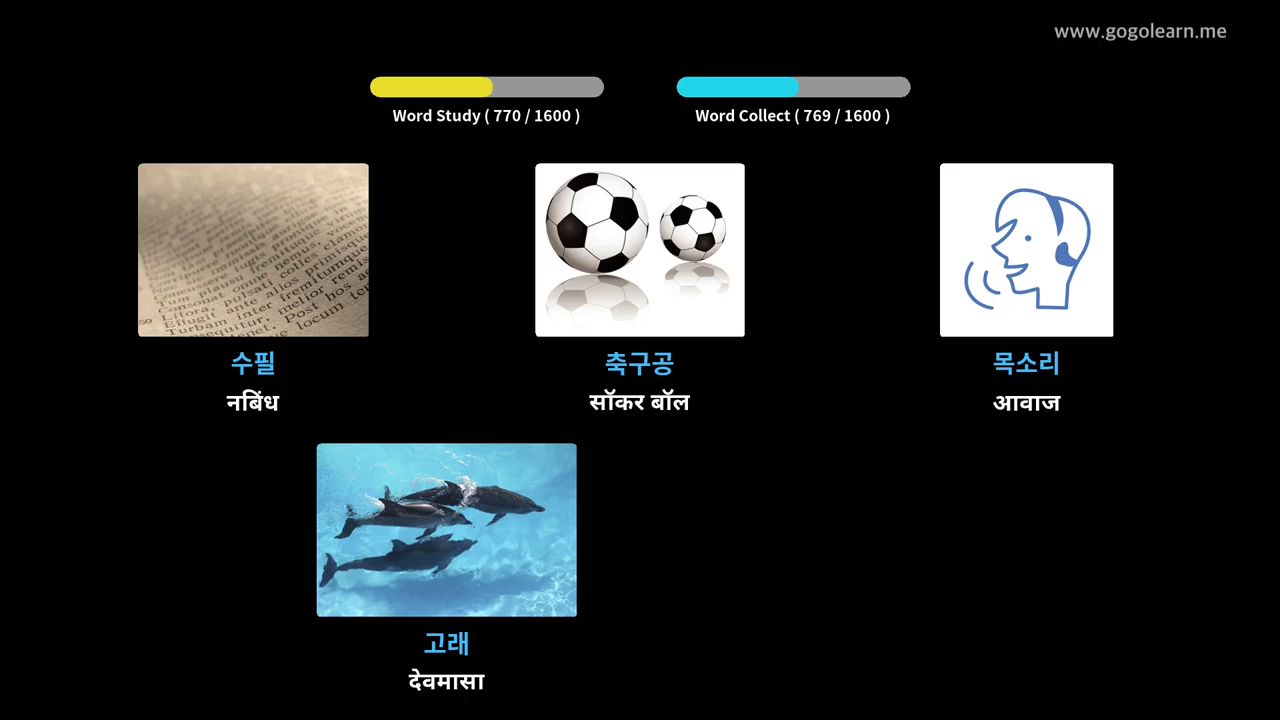 www.gogolearn.me
Word Study ( 770 / 1600 )
Word Collect ( 769 / 1600 )
수필
축구공
목소리
नबिंध
सॉकर बॉल
आवाज
고래
देवमासा